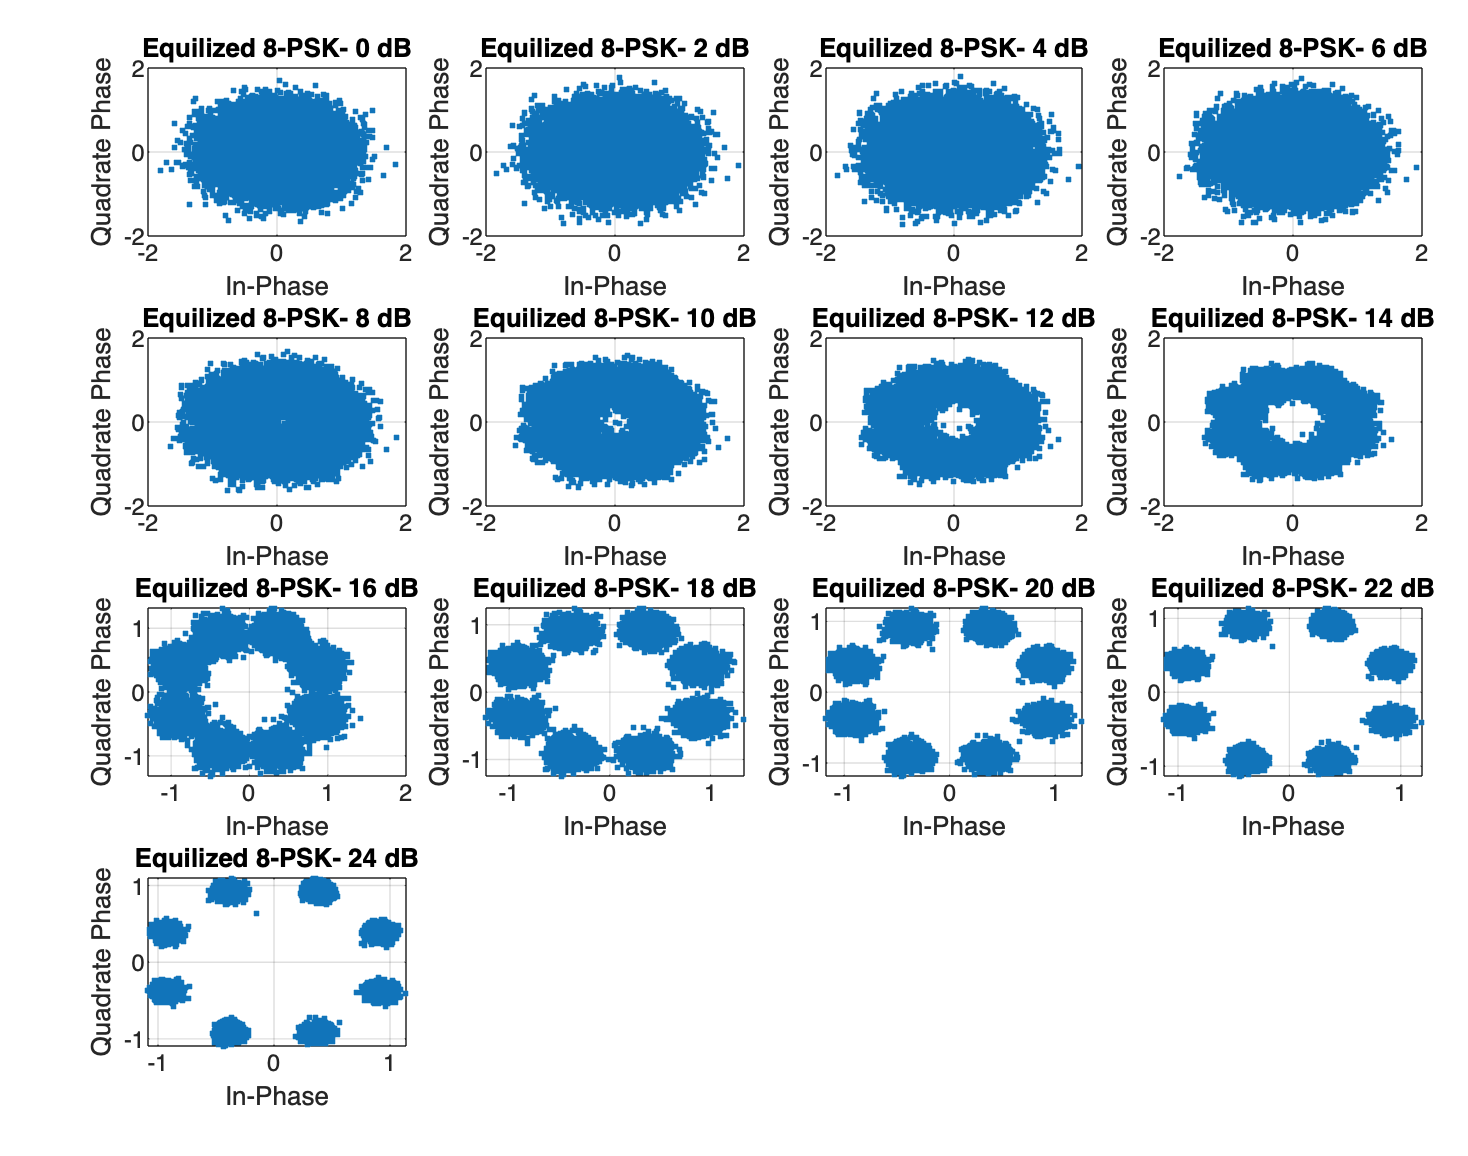 Equilized 8-PSK- 0 dB
Quadrate Phase
2
0
-2
-2 0 2
In-Phase
Equilized 8-PSK- 2 dB
Quadrate Phase
2
0
-2
-2 0 2
In-Phase
Equilized 8-PSK- 4 dB
Quadrate Phase
2
0
-2
-2 0 2
In-Phase
Equilized 8-PSK- 6 dB
Quadrate Phase
2
0
-2
-2 0 2
In-Phase
Equilized 8-PSK- 8 dB
Quadrate Phase
2
0
-2
-2 0 2
In-Phase
Equilized 8-PSK- 10 dB
Quadrate Phase
2
0
-2
-2 0 2
In-Phase
Equilized 8-PSK- 12 dB
Quadrate Phase
2
0
-2
-2 0 2
In-Phase
Equilized 8-PSK- 14 dB
Quadrate Phase
2
0
-2
-2 0 2
In-Phase
Equilized 8-PSK- 16 dB
Quadrate Phase
1
0
-1
-1 0 1 2
In-Phase
Equilized 8-PSK- 18 dB
Quadrate Phase
1
0
-1
-1 0 1
In-Phase
Equilized 8-PSK- 20 dB
Quadrate Phase
1
0
-1
-1 0 1
In-Phase
Equilized 8-PSK- 22 dB
Quadrate Phase
1
0
-1
-1 0 1
In-Phase
Equilized 8-PSK- 24 dB
Quadrate Phase
1
0
-1
-1 0 1
In-Phase